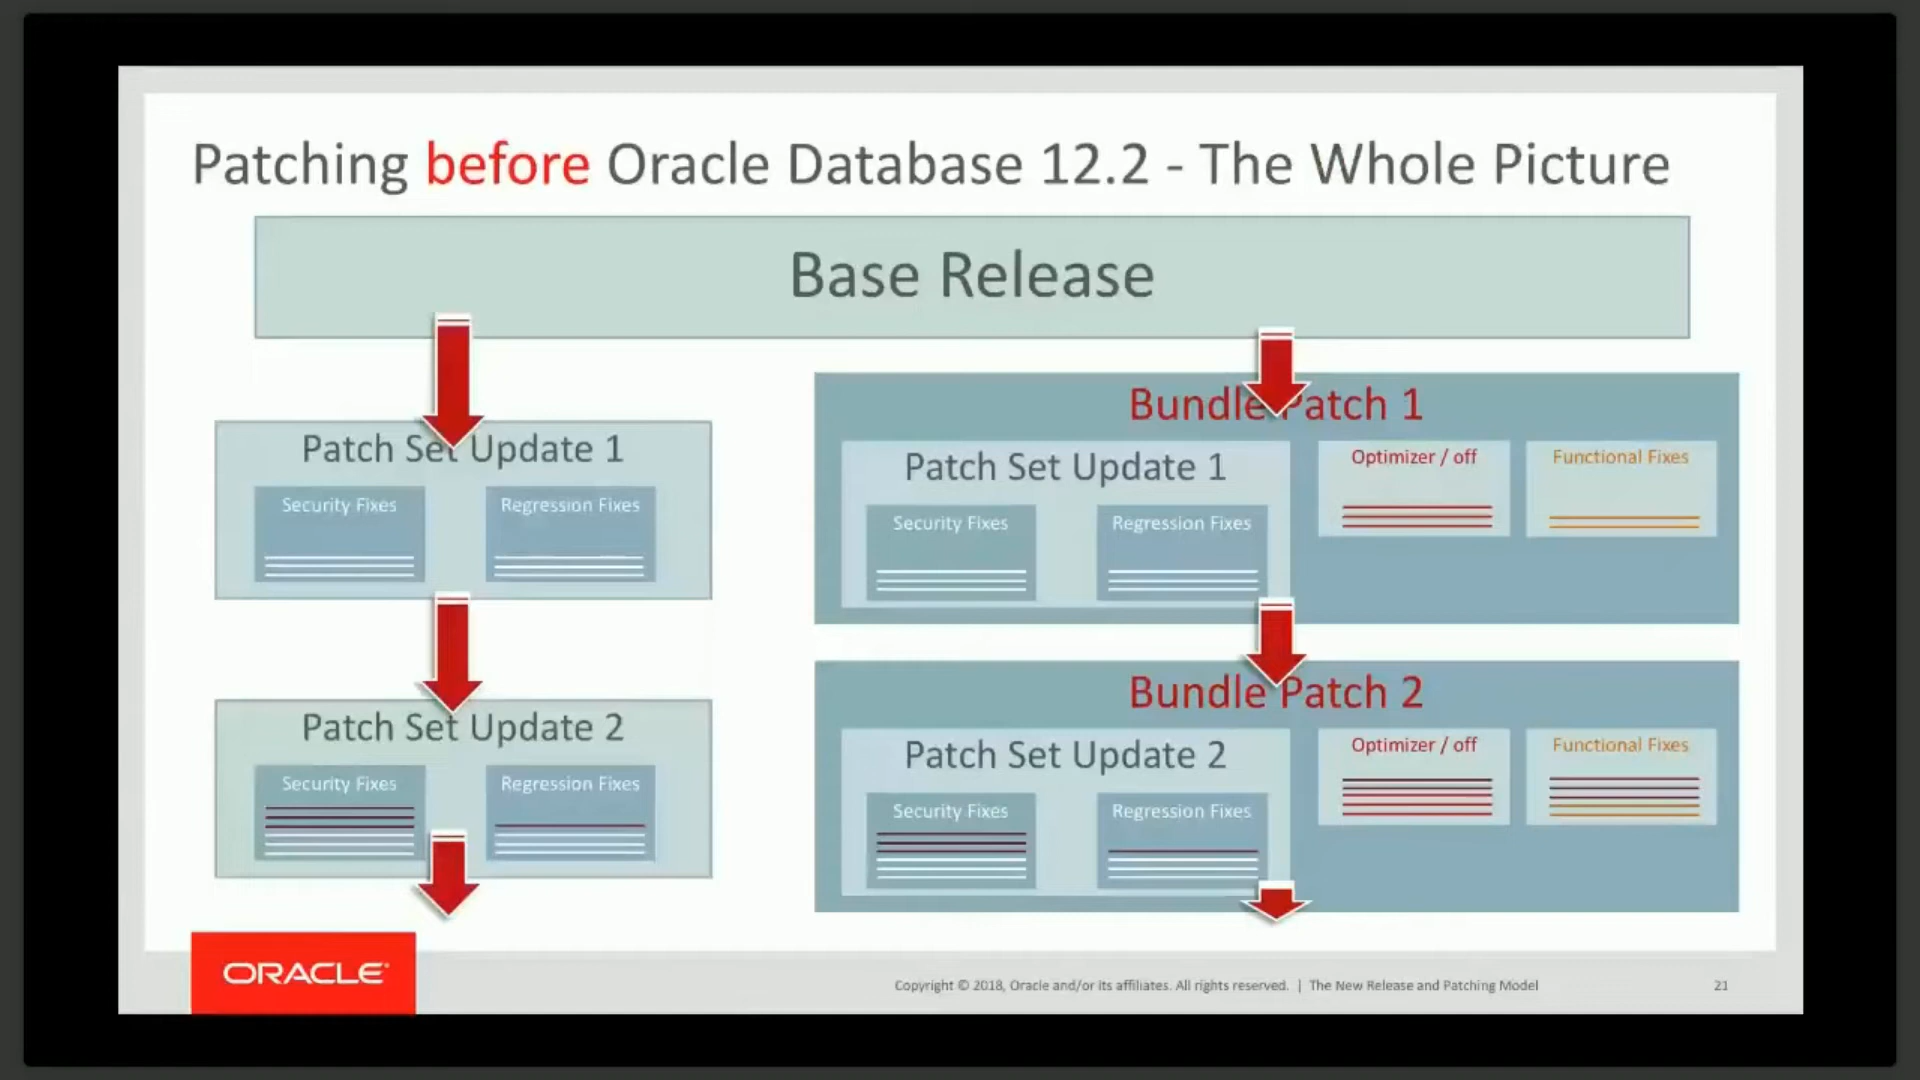 Patching before Oracle Database 12.2 - The Whole Picture
Base Release
Patch Set Update 1
Security Fixes
Regression Fixes
Patch Set Update 2
Security Fixes
Regression Fixes
Bundle Patch 1
Patch Set Update 1
Security Fixes
Regression Fixes
Optimizer / off
Functional Fixes
Bundle Patch 2
Patch Set Update 2
Security Fixes
Regression Fixes
Optimizer / off
Functional Fixes
ORACLE®
Copyright © 2018, Oracle and/or its affiliates. All rights reserved. | The New Release and Patching Model
21